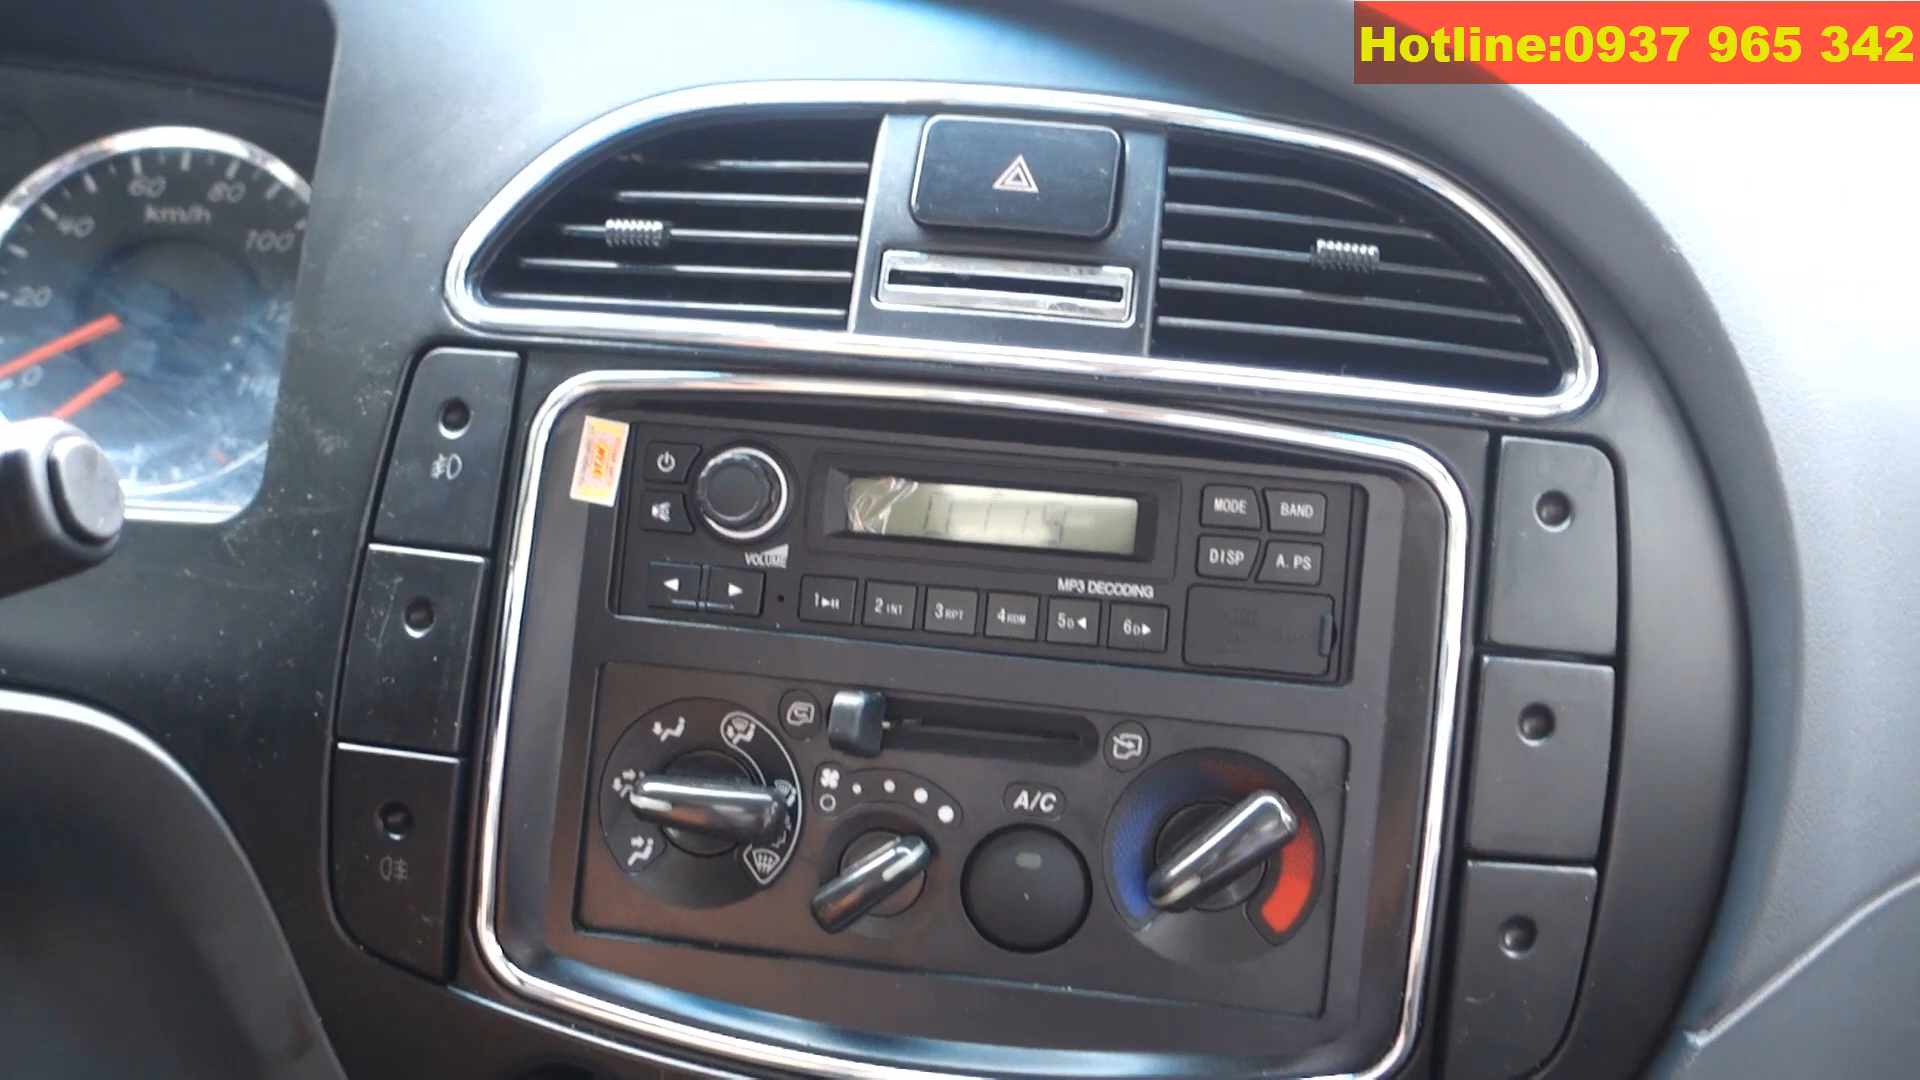 Hotline:0937 965 342
60
80
km/h
40
100
20
0
MODE
BAND
VOLUME
DISP
A.PS
MP3 DECODING
1
2 INT
3 RPT
4 RDM
5 D
6 D
A/C